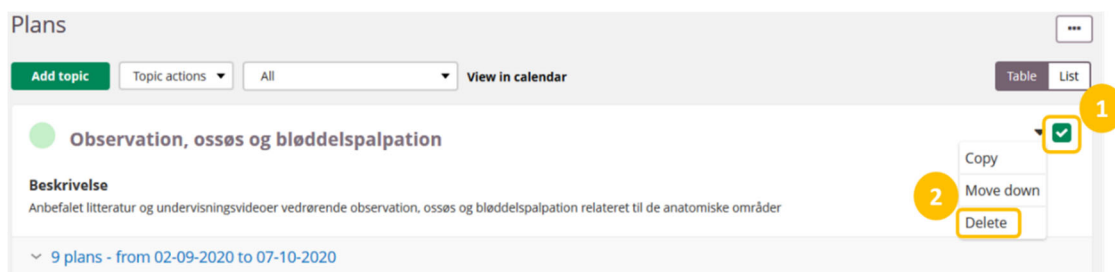 Plans
...
Add topic Topic actions All View in calendar Table List
1
Observation, ossøs og bløddelspalpation
Copy
Beskrivelse
2
Move down
Anbefalet litteratur og undervisningsvideoer vedrørende observation, ossøs og bløddelspalpation relateret til de anatomiske områder
Delete
9 plans - from 02-09-2020 to 07-10-2020